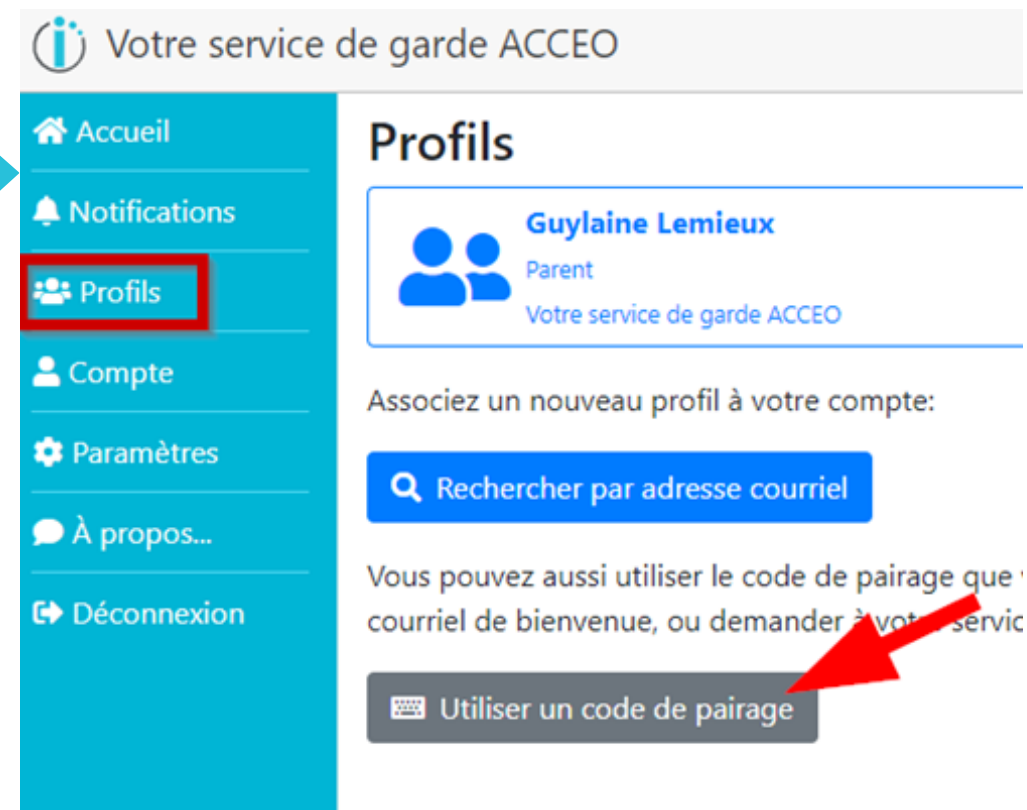 Votre service de garde ACCEO
Accueil
Notifications
Profils
Compte
Paramètres
À propos...
Déconnexion
Profils
Guylaine Lemieux
Parent
Votre service de garde ACCEO
Associez un nouveau profil à votre compte:
Rechercher par adresse courriel
Vous pouvez aussi utiliser le code de pairage que
courriel de bienvenue, ou demander à votre servic
Utiliser un code de pairage